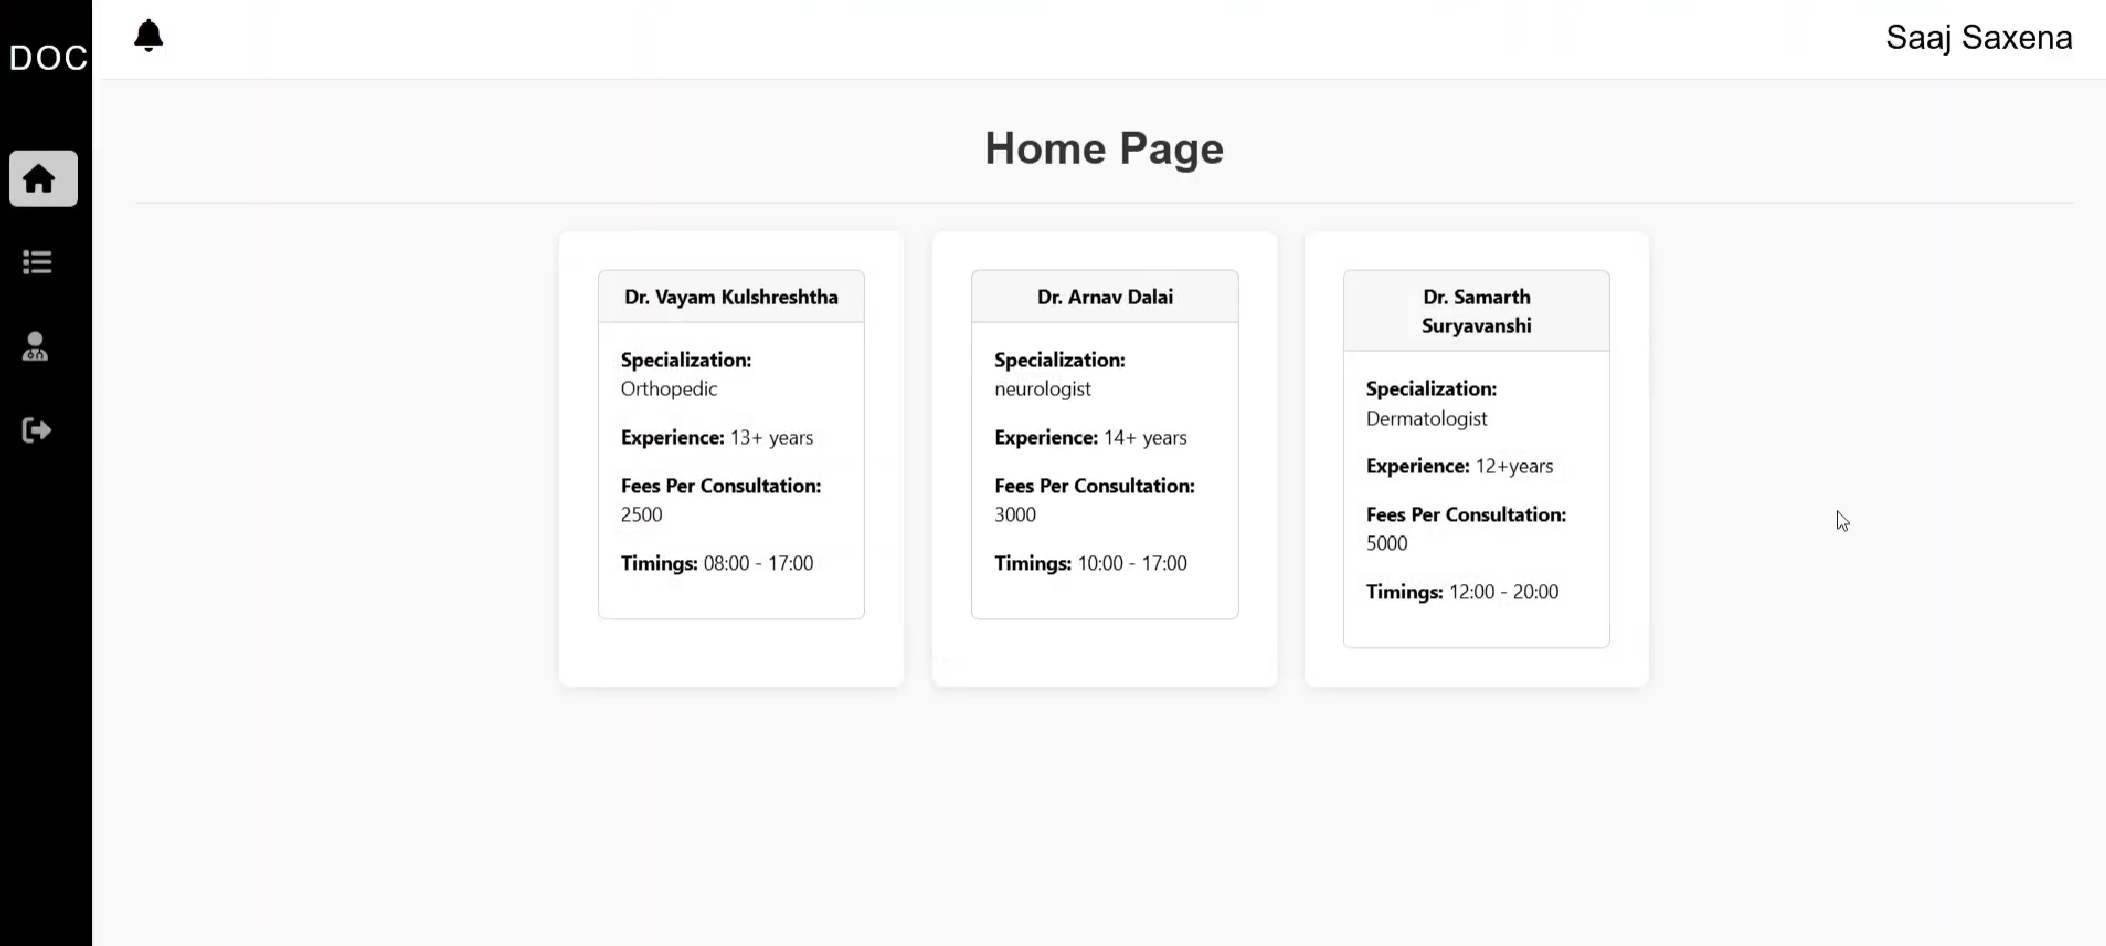 DOC
Saaj Saxena
Home Page
Dr. Vayam Kulshreshtha
Specialization:
Orthopedic
Experience: 13+ years
Fees Per Consultation:
2500
Timings: 08:00 - 17:00
Dr. Arnav Dalai
Specialization:
neurologist
Experience: 14+ years
Fees Per Consultation:
3000
Timings: 10:00 - 17:00
Dr. Samarth
Suryavanshi
Specialization:
Dermatologist
Experience: 12+years
Fees Per Consultation:
5000
Timings: 12:00 - 20:00